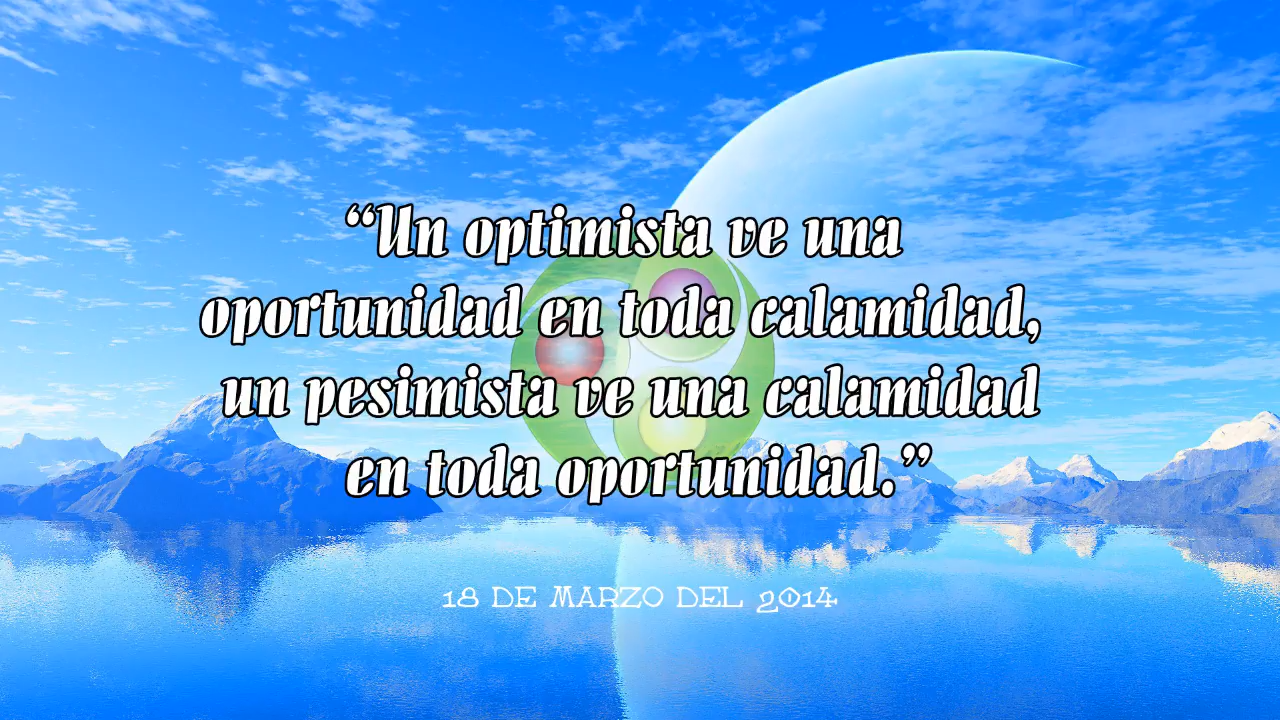 “Un optimista ve una
oportunidad en toda calamidad,
un pesimista ve una calamidad
en toda oportunidad.”
18 DE MARZO DEL 2014